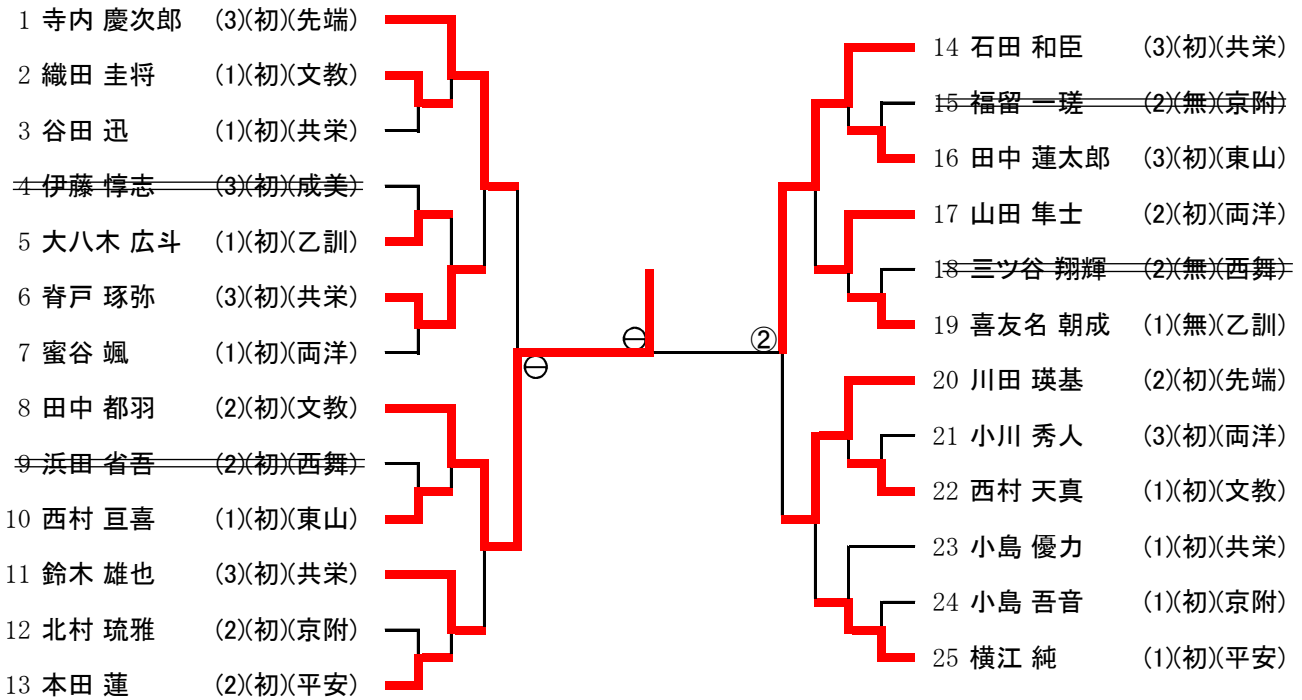 1 寺内 慶次郎 (3)(初)(先端)
2 織田 圭将 (1)(初)(文教)
3 谷田 迅 (1)(初)(共栄)
4 伊藤 惇志 (3)(初)(成美)
5 大八木 広斗 (1)(初)(乙訓)
6 脊戸 琢弥 (3)(初)(共栄)
7 蜜谷 颯 (1)(初)(両洋)
8 田中 都羽 (2)(初)(文教)
9 浜田 省吾 (2)(初)(西舞)
10 西村 亘喜 (1)(初)(東山)
11 鈴木 雄也 (3)(初)(共栄)
12 北村 琉雅 (2)(初)(京附)
13 本田 蓮 (2)(初)(平安)
⊖
⊖
②
14 石田 和臣 (3)(初)(共栄)
15 福留 一瑳 (2)(無)(京附)
16 田中 蓮太郎 (3)(初)(東山)
17 山田 隼士 (2)(初)(両洋)
18 三ツ谷 翔輝 (2)(無)(西舞)
19 喜友名 朝成 (1)(無)(乙訓)
20 川田 瑛基 (2)(初)(先端)
21 小川 秀人 (3)(初)(両洋)
22 西村 天真 (1)(初)(文教)
23 小島 優力 (1)(初)(共栄)
24 小島 吾音 (1)(初)(京附)
25 横江 純 (1)(初)(平安)